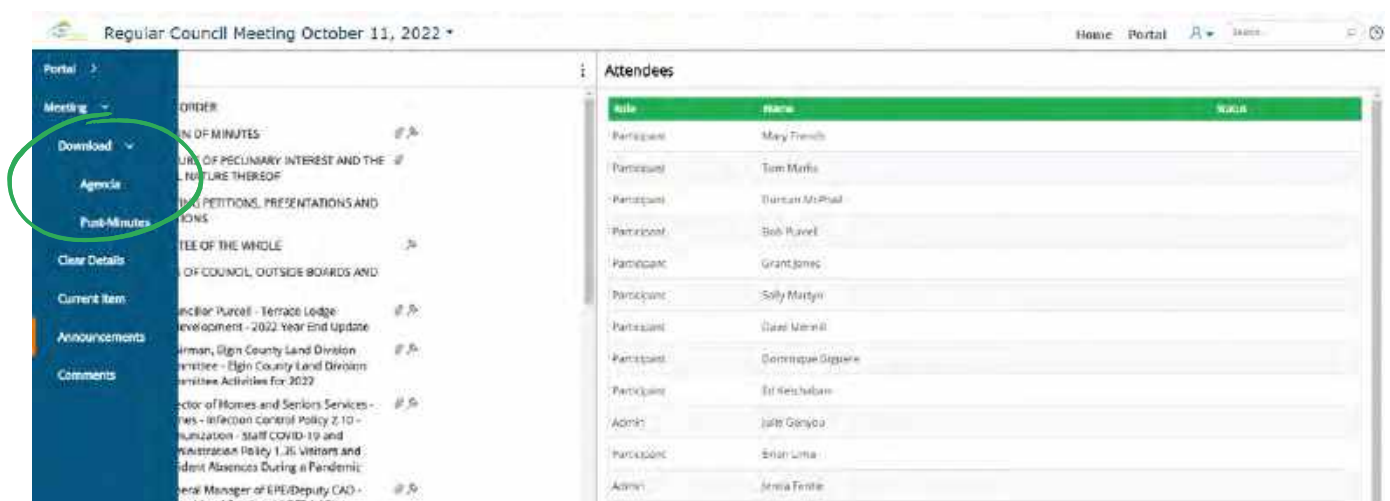 Regular Council Meeting October 11, 2022
Home Portal
Portal
Meeting
Download
Agenda
Post-Minutes
Clear Details
Current Item
Announcements
Comments
ORDER
N OF MINUTES
URE OF PECUNIARY INTEREST AND THE
L NATURE THEREOF
ING PETITIONS, PRESENTATIONS AND
IONS
TEE OF THE WHOLE
OF COUNCIL, OUTSIDE BOARDS AND
ncillor Purcell - Terrace Lodge
evelopment - 2022 Year End Update
irman, Elgin County Land Division
mmittee - Elgin County Land Division
mmittee Activities for 2022
ector of Homes and Seniors Services -
mes - Infection Control Policy 2.10 -
munization - Staff COVID-19 and
ministration Policy 1.35 Visitors and
ident Absences During a Pandemic
eral Manager of EPE/Deputy CAO -
Attendees
Role Name Status
Participant Mary French
Participant Tom Marks
Participant Duncan McPhail
Participant Bob Purcell
Participant Grant Jones
Participant Sally Martyn
Participant Dave Mennill
Participant Dominique Giguere
Participant Ed Ketchabaw
Admin Julie Gonyou
Participant Brian Lima
Admin Jenna Fentie